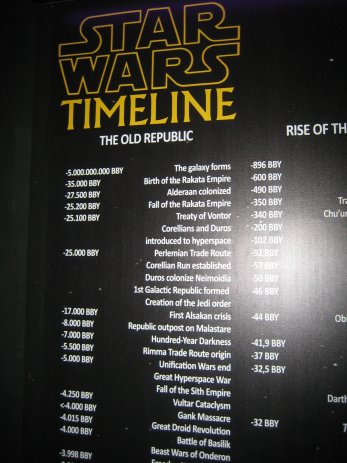 STAR
WARS
TIMELINE
THE OLD REPUBLIC
-5.000.000.000 BBY The galaxy forms
-35.000 BBY Birth of the Rakata Empire
-27.500 BBY Alderaan colonized
-25.200 BBY Fall of the Rakata Empire
-25.100 BBY Treaty of Vontor
Corellians and Duros
introduced to hyperspace
-25.000 BBY Perlemian Trade Route
Corellian Run established
Duros colonize Neimoidia
1st Galactic Republic formed
Creation of the Jedi order
-17.000 BBY First Alsakan crisis
-8.000 BBY Republic outpost on Malastare
-7.000 BBY Hundred-Year Darkness
-5.500 BBY Rimma Trade Route origin
-5.000 BBY Unification Wars end
Great Hyperspace War
Fall of the Sith Empire
-4.250 BBY Vultar Cataclysm
<-4.000 BBY Gank Massacre
-4.015 BBY Great Droid Revolution
-4.000 BBY Battle of Basilik
-3.998 BBY Beast Wars of Onderon
RISE OF TH
-896 BBY
-600 BBY
-490 BBY
-350 BBY
-340 BBY
-200 BBY
-102 BBY
-92 BBY
-57 BBY
-50 BBY
-46 BBY
-44 BBY
-41,9 BBY
-37 BBY
-32,5 BBY
-32 BBY
Tra
Chu'u
Obi
Darth